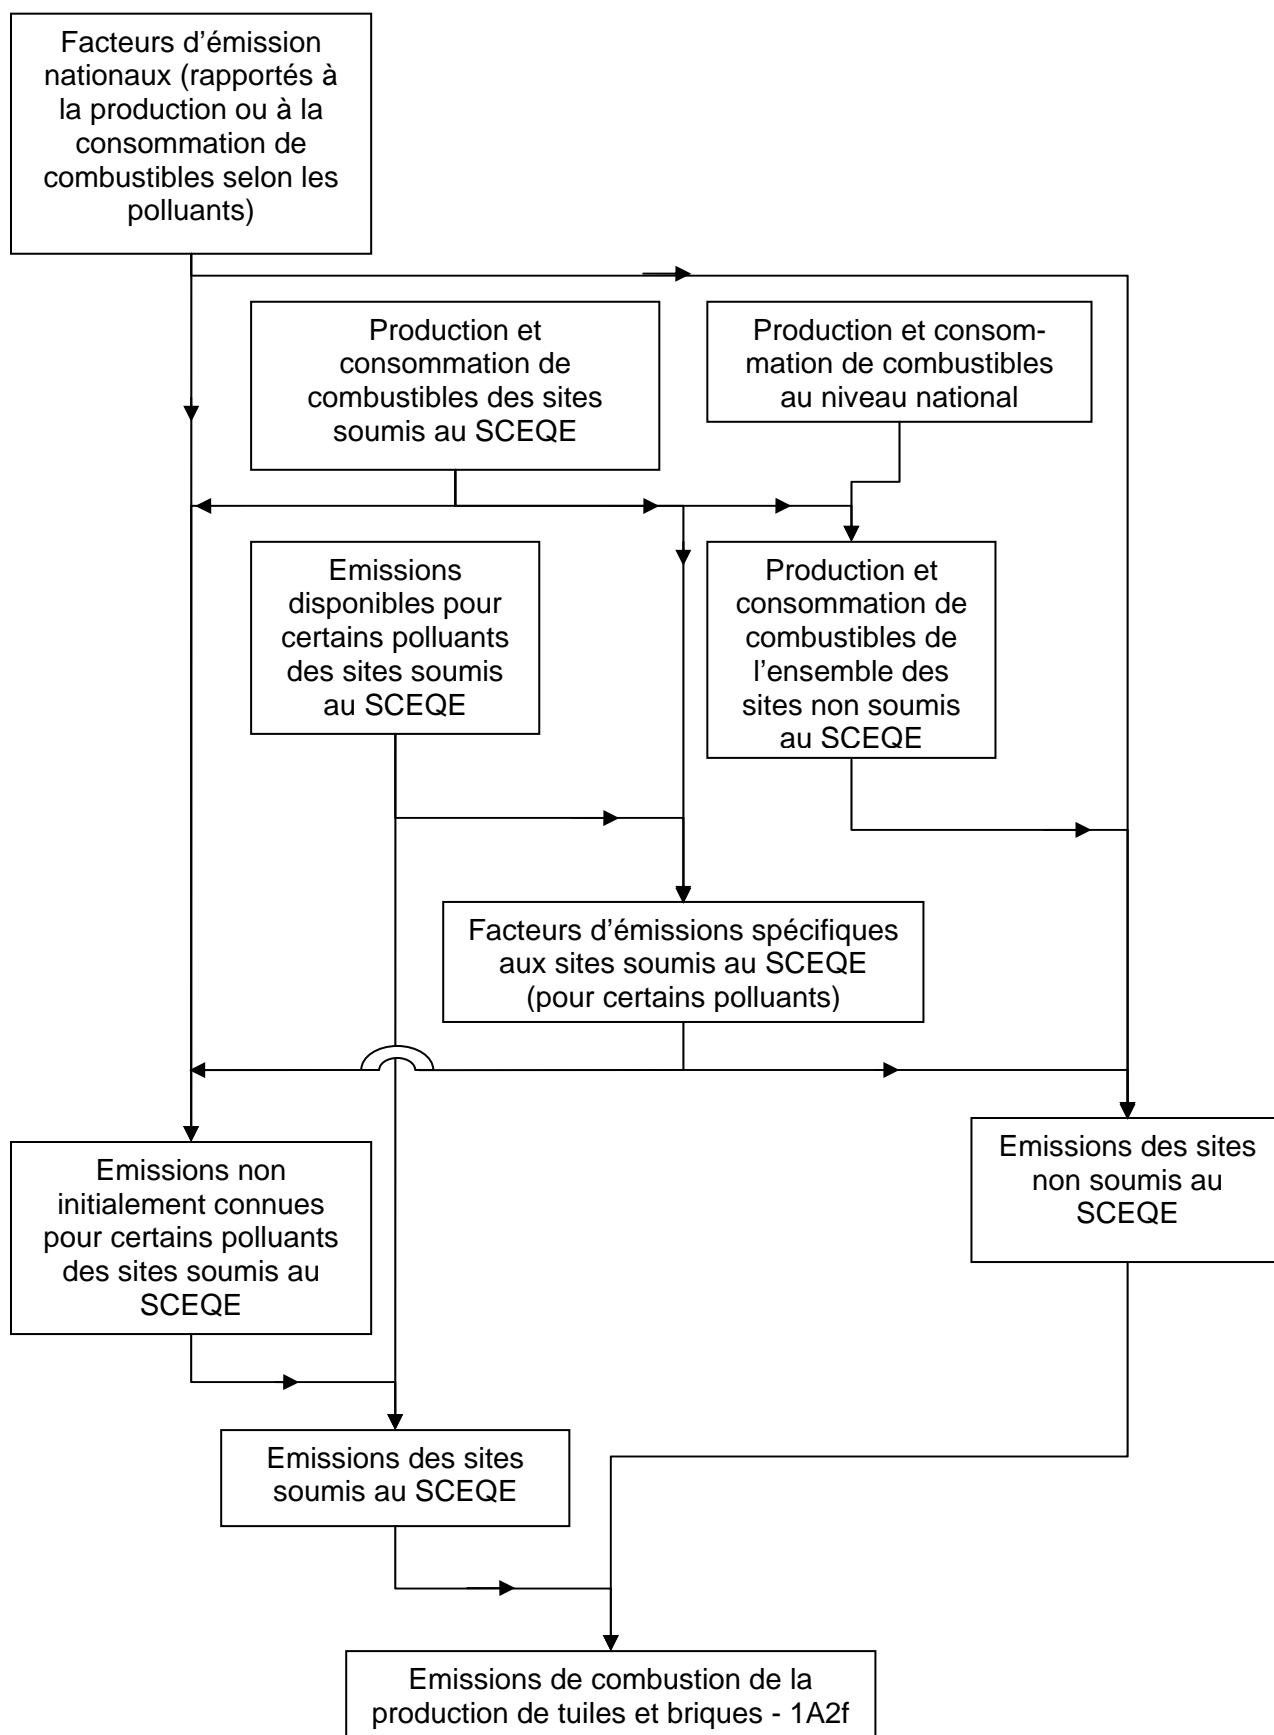 Facteurs d’émission
nationaux (rapportés à
la production ou à la
consommation de
combustibles selon les
polluants)
Production et
consommation de
combustibles des sites
soumis au SCEQE
Production et consom-
mation de combustibles
au niveau national
Emissions
disponibles pour
certains polluants
des sites soumis
au SCEQE
Production et
consommation de
combustibles de
l’ensemble des
sites non soumis
au SCEQE
Facteurs d’émissions spécifiques
aux sites soumis au SCEQE
(pour certains polluants)
Emissions non
initialement connues
pour certains polluants
des sites soumis au
SCEQE
Emissions des sites
non soumis au
SCEQE
Emissions des sites
soumis au SCEQE
Emissions de combustion de la
production de tuiles et briques - 1A2f